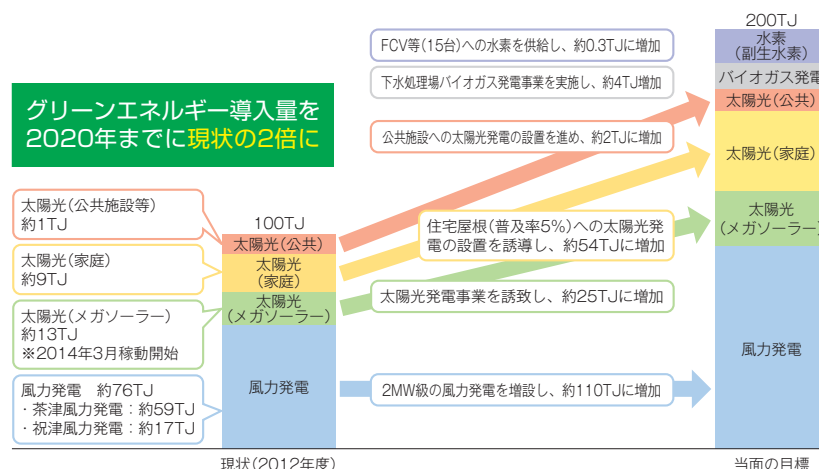 200TJ
FCV等(15台)への水素を供給し、約0.3TJに増加
水素
(副生水素)
下水処理場バイオガス発電事業を実施し、約4TJ増加
バイオガス発電
グリーンエネルギー導入量を
2020年までに現状の2倍に
太陽光(公共)
公共施設への太陽光発電の設置を進め、約2TJに増加
太陽光(家庭)
太陽光(公共施設等)
約1TJ
100TJ
太陽光(公共)
住宅屋根(普及率5%)への太陽光発
電の設置を誘導し、約54TJに増加
太陽光
(メガソーラー)
太陽光(家庭)
約9TJ
太陽光
(家庭)
太陽光(メガソーラー)
約13TJ
※2014年3月稼動開始
太陽光
(メガソーラー)
太陽光発電事業を誘致し、約25TJに増加
風力発電
風力発電 約76TJ
・茶津風力発電：約59TJ
・祝津風力発電：約17TJ
風力発電
2MW級の風力発電を増設し、約110TJに増加
現状(2012年度)
当面の目標